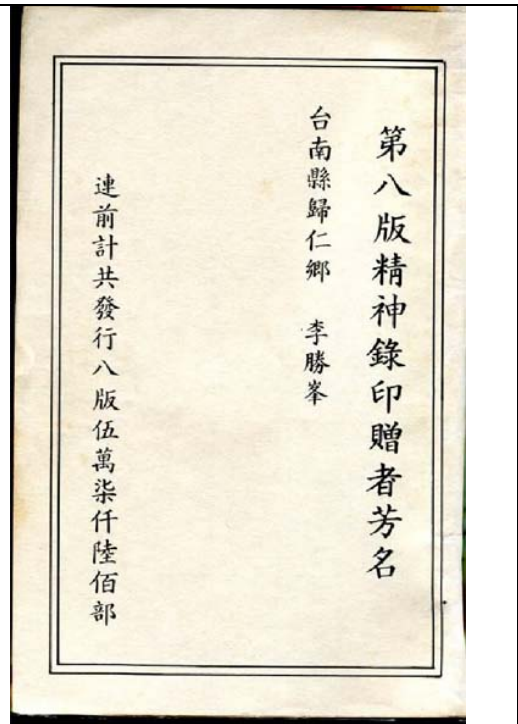 第八版精神錄印贈者芳名
台南縣歸仁鄉　李勝峯
連前計共發行八版伍萬柒仟陸佰部